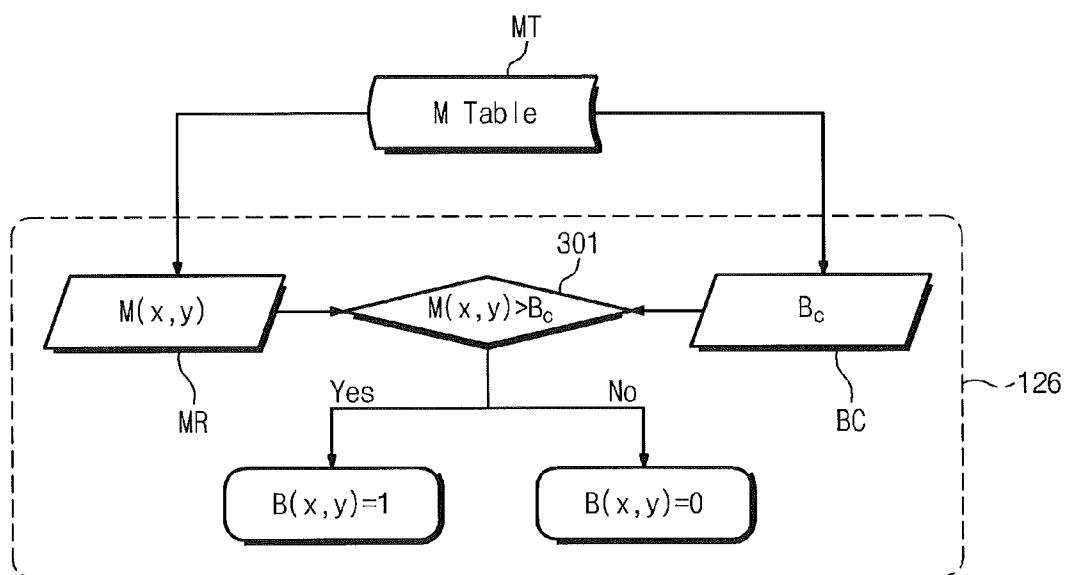 MT
M Table
301
M(x,y)
M(x,y)>Bc
Bc
126
MR
Yes
No
BC
B(x,y)=1
B(x,y)=0